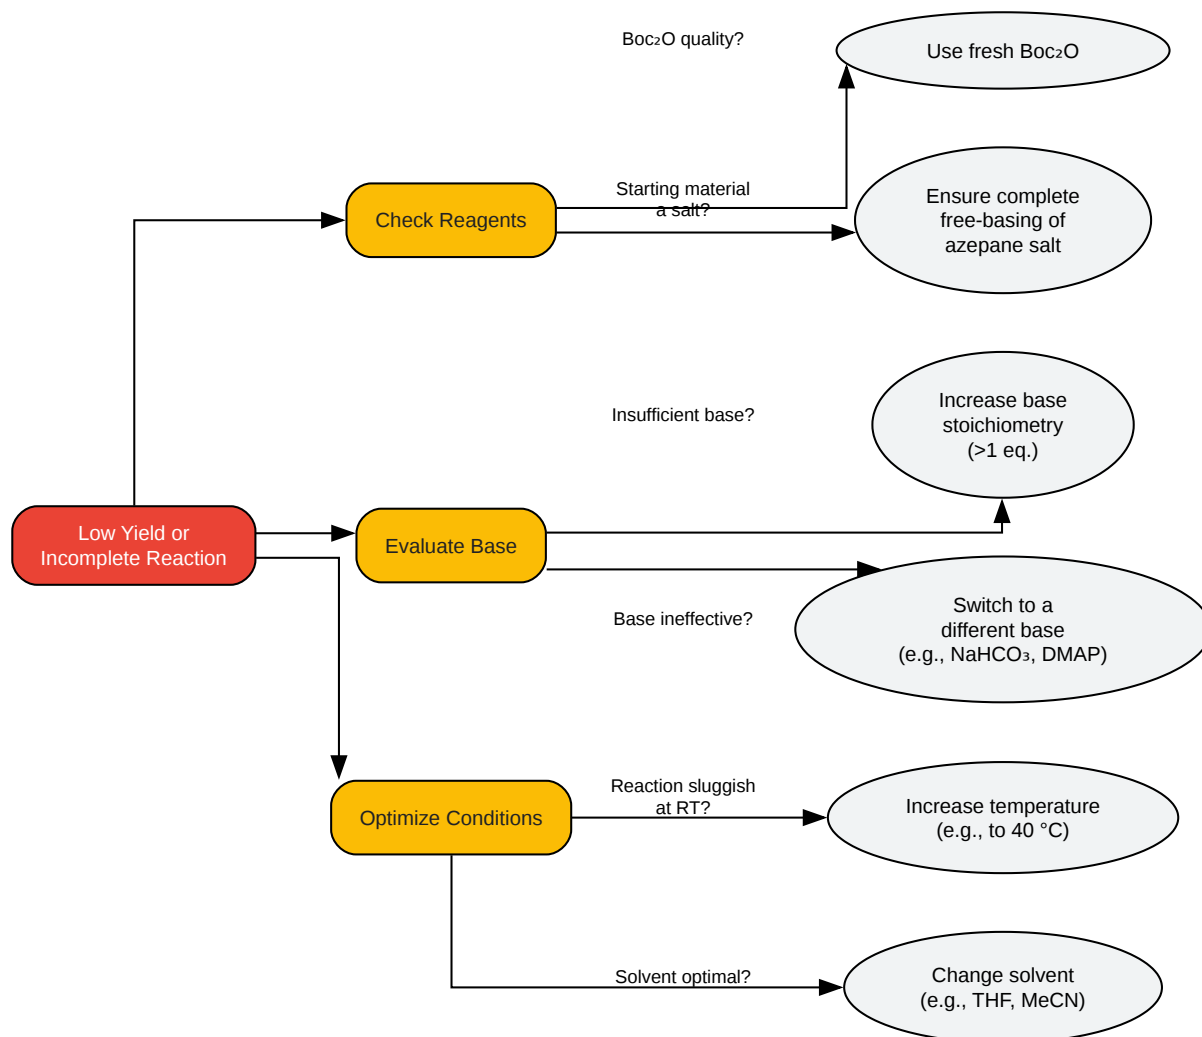 Boc₂O quality?
Use fresh Boc₂O
Check Reagents
Starting material
a salt?
Ensure complete
free-basing of
azepane salt
Insufficient base?
Increase base
stoichiometry
(>1 eq.)
Low Yield or
Incomplete Reaction
Evaluate Base
Base ineffective?
Switch to a
different base
(e.g., NaHCO₃, DMAP)
Optimize Conditions
Reaction sluggish
at RT?
Increase temperature
(e.g., to 40 °C)
Solvent optimal?
Change solvent
(e.g., THF, MeCN)